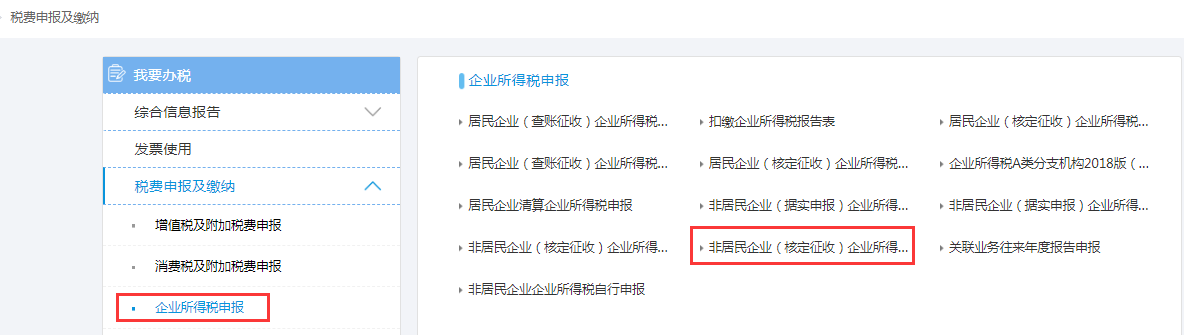 税费申报及缴纳
我要办税
综合信息报告
发票使用
税费申报及缴纳
增值税及附加税费申报
消费税及附加税费申报
企业所得税申报
企业所得税申报
居民企业（查账征收）企业所得税... 扣缴企业所得税报告表 居民企业（核定征收）企业所得税...
居民企业（查账征收）企业所得税... 居民企业（核定征收）企业所得税... 企业所得税A类分支机构2018版（...
居民企业清算企业所得税申报 非居民企业（据实申报）企业所得... 非居民企业（据实申报）企业所得...
非居民企业（核定征收）企业所得... 非居民企业（核定征收）企业所得... 关联业务往来年度报告申报
非居民企业企业所得税自行申报